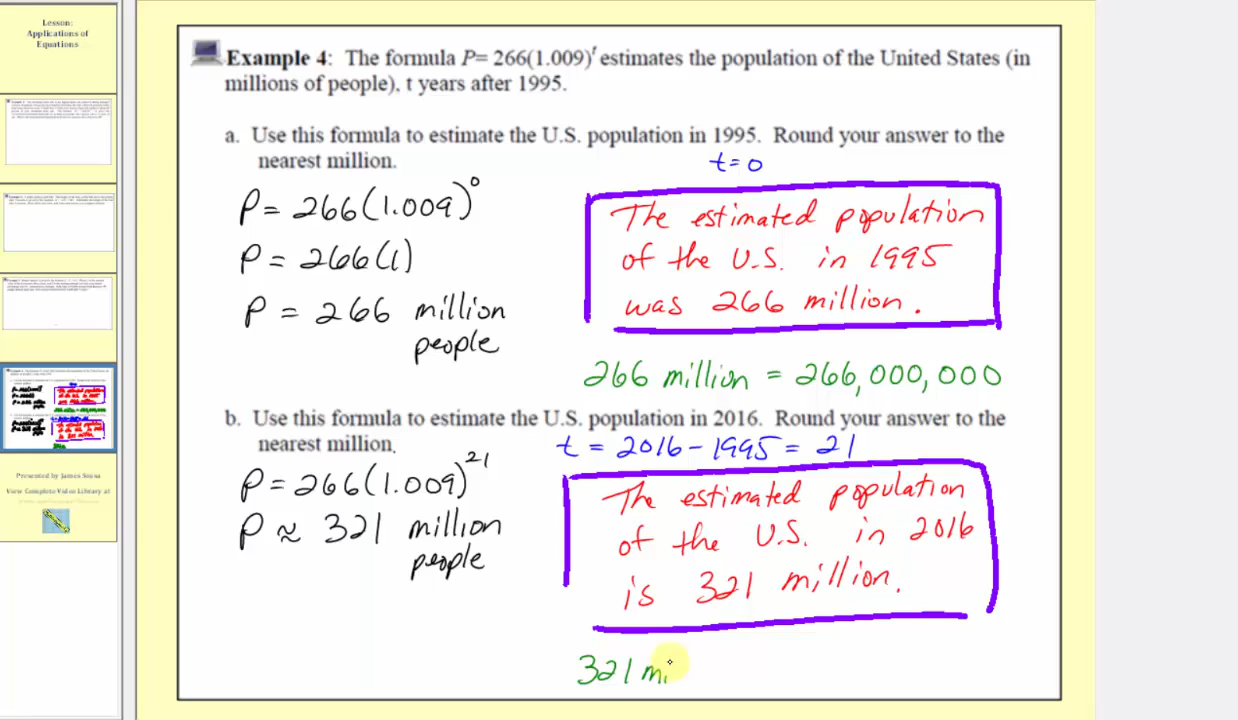 Lesson:
Applications of
Equations
Presented by James Sousa
View Complete Video Library at
Example 4: The formula P= 266(1.009)ᵗ estimates the population of the United States (in
millions of people), t years after 1995.
a. Use this formula to estimate the U.S. population in 1995. Round your answer to the
nearest million.
t=0
P=266(1.009)⁰
P=266(1)
P = 266 million
people
The estimated population
of the U.S. in 1995
was 266 million.
266 million = 266,000,000
b. Use this formula to estimate the U.S. population in 2016. Round your answer to the
nearest million.
t = 2016-1995 = 21
P=266(1.009)²¹
P ≈ 321 million
people
The estimated population
of the U.S. in 2016
is 321 million.
321 mi